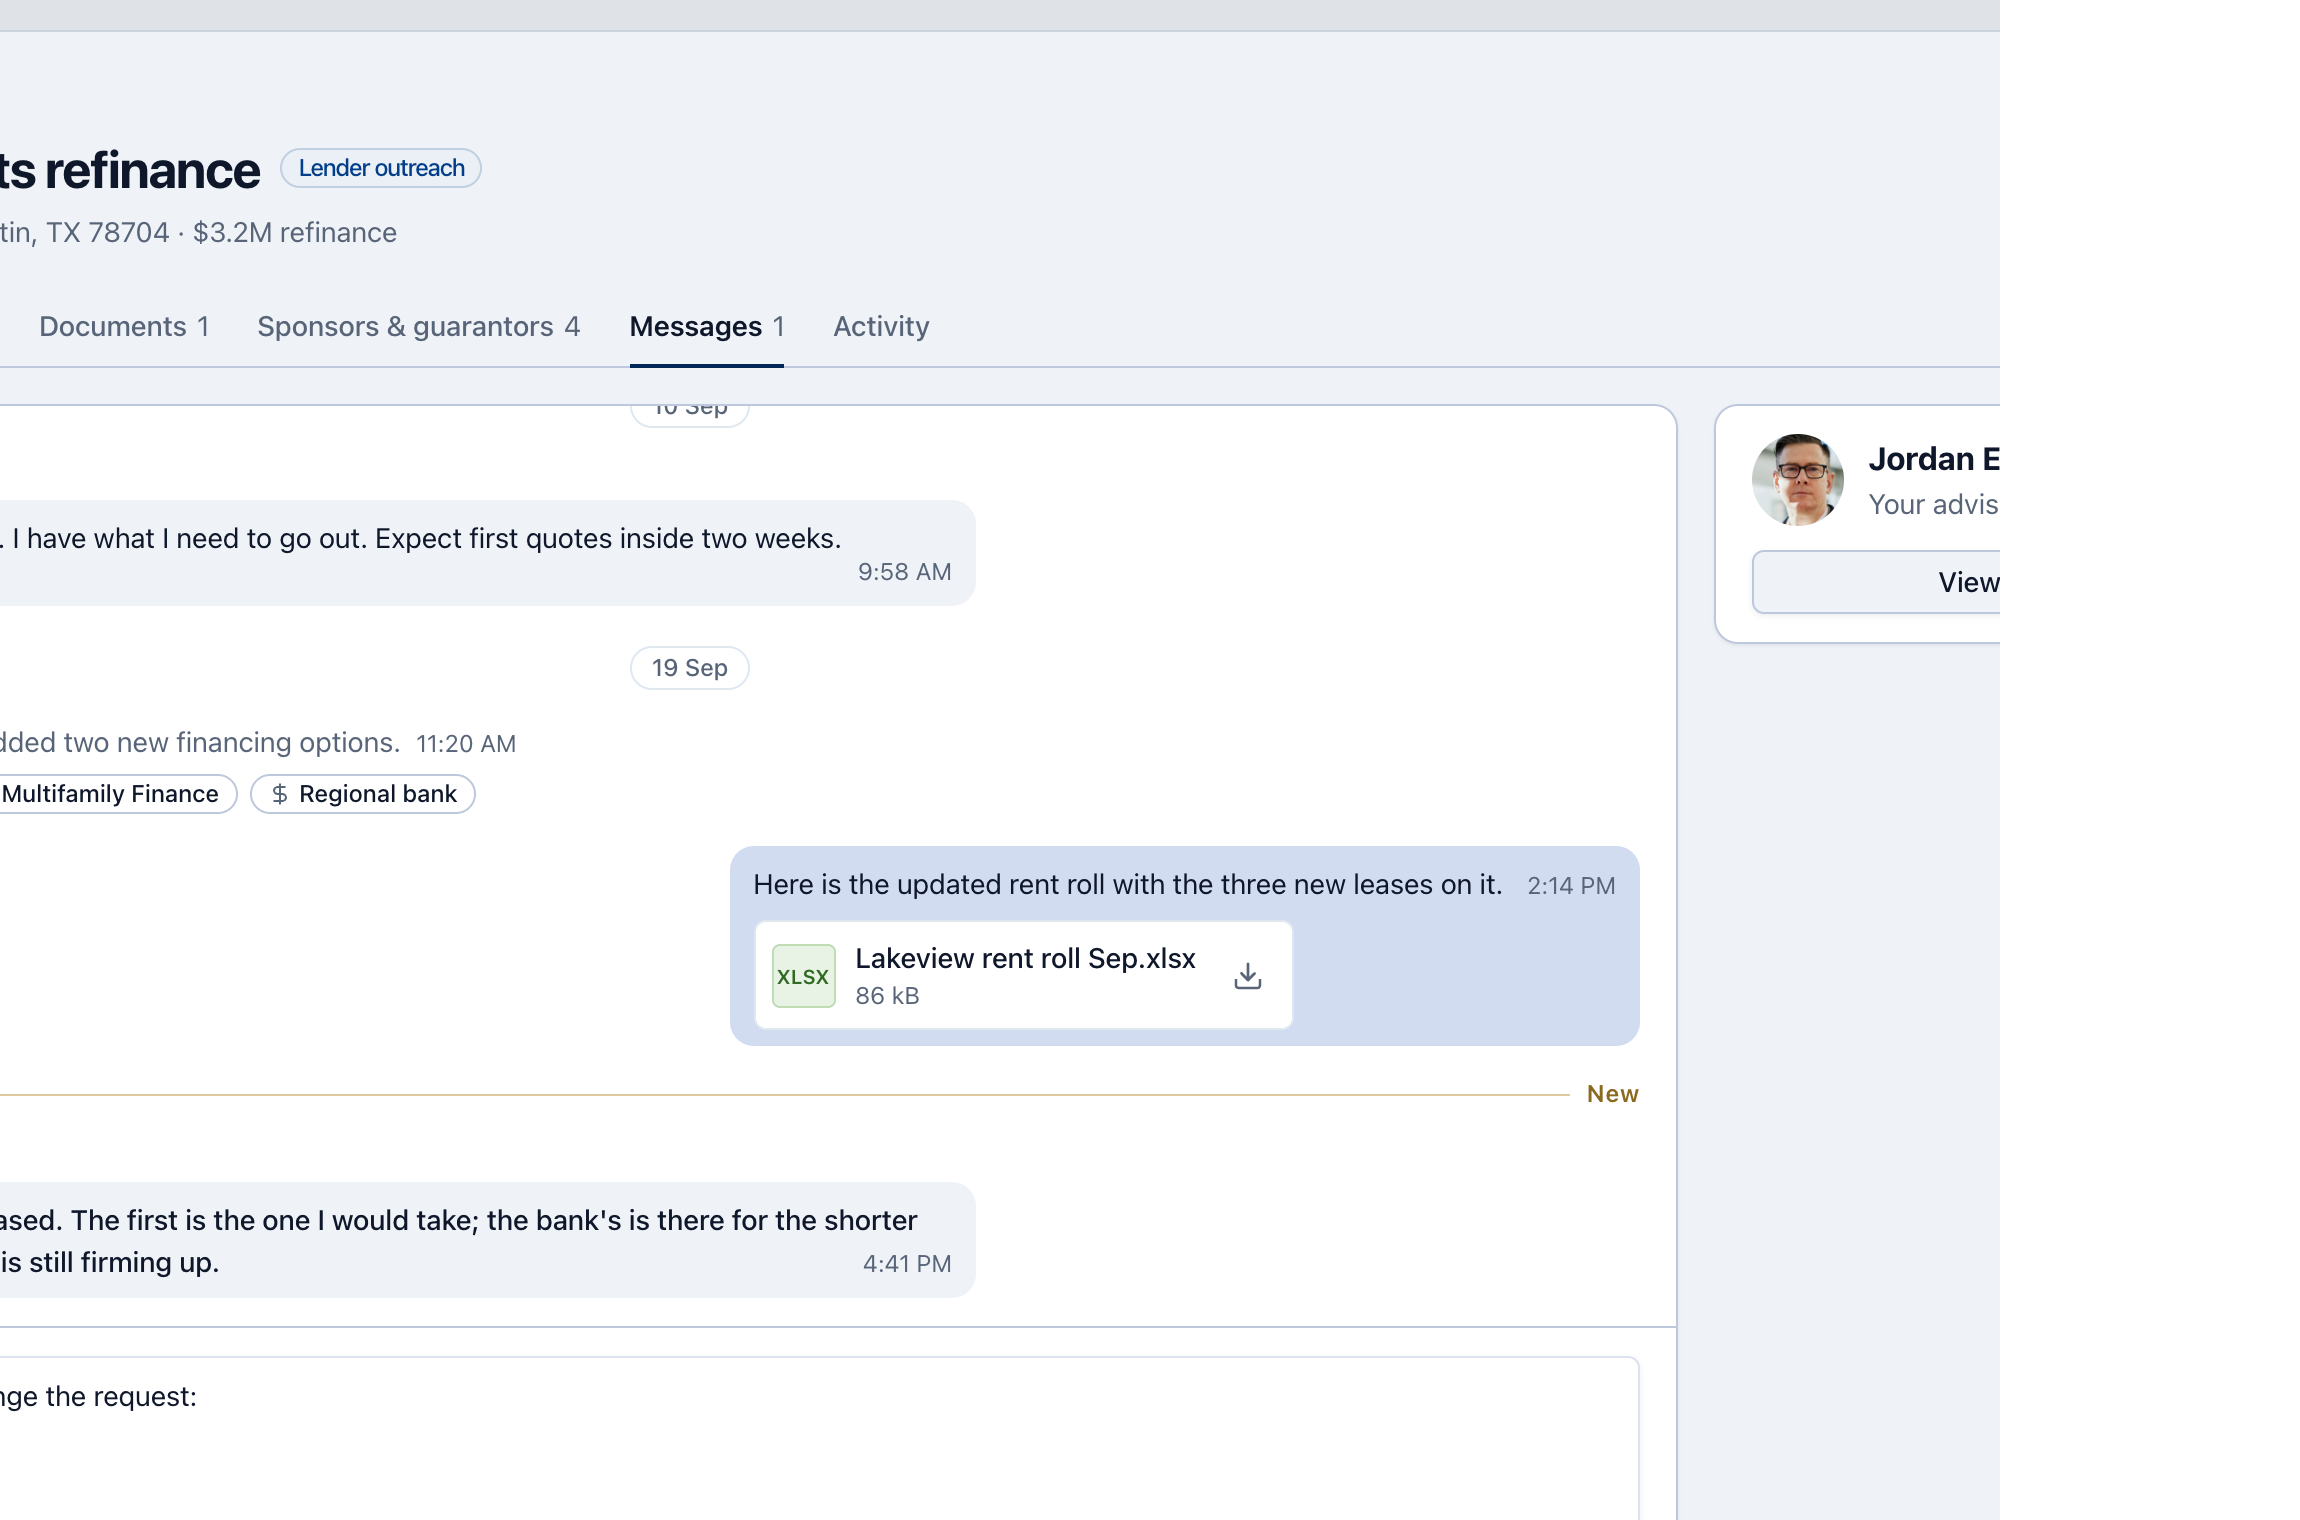 ts refinance Lender outreach
tin, TX 78704 · $3.2M refinance
Documents 1 Sponsors & guarantors 4 Messages 1 Activity
10 Sep
Jordan E
Your advis
. I have what I need to go out. Expect first quotes inside two weeks.
9:58 AM
View
19 Sep
dded two new financing options. 11:20 AM
Multifamily Finance $ Regional bank
Here is the updated rent roll with the three new leases on it. 2:14 PM
XLSX Lakeview rent roll Sep.xlsx
86 kB
New
ased. The first is the one I would take; the bank's is there for the shorter
is still firming up. 4:41 PM
nge the request: